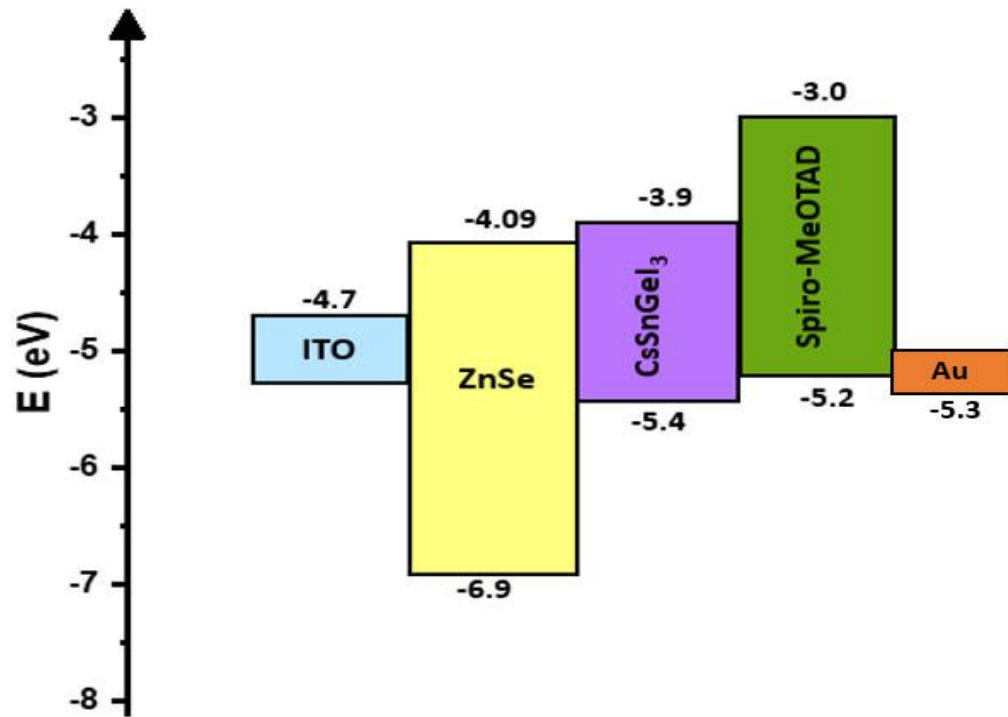 E (eV)
-3
-4
-5
-6
-7
-8
-4.7
ITO
-4.09
ZnSe
-6.9
-3.9
CsSnGeI₃
-5.4
-3.0
Spiro-MeOTAD
-5.2
Au
-5.3